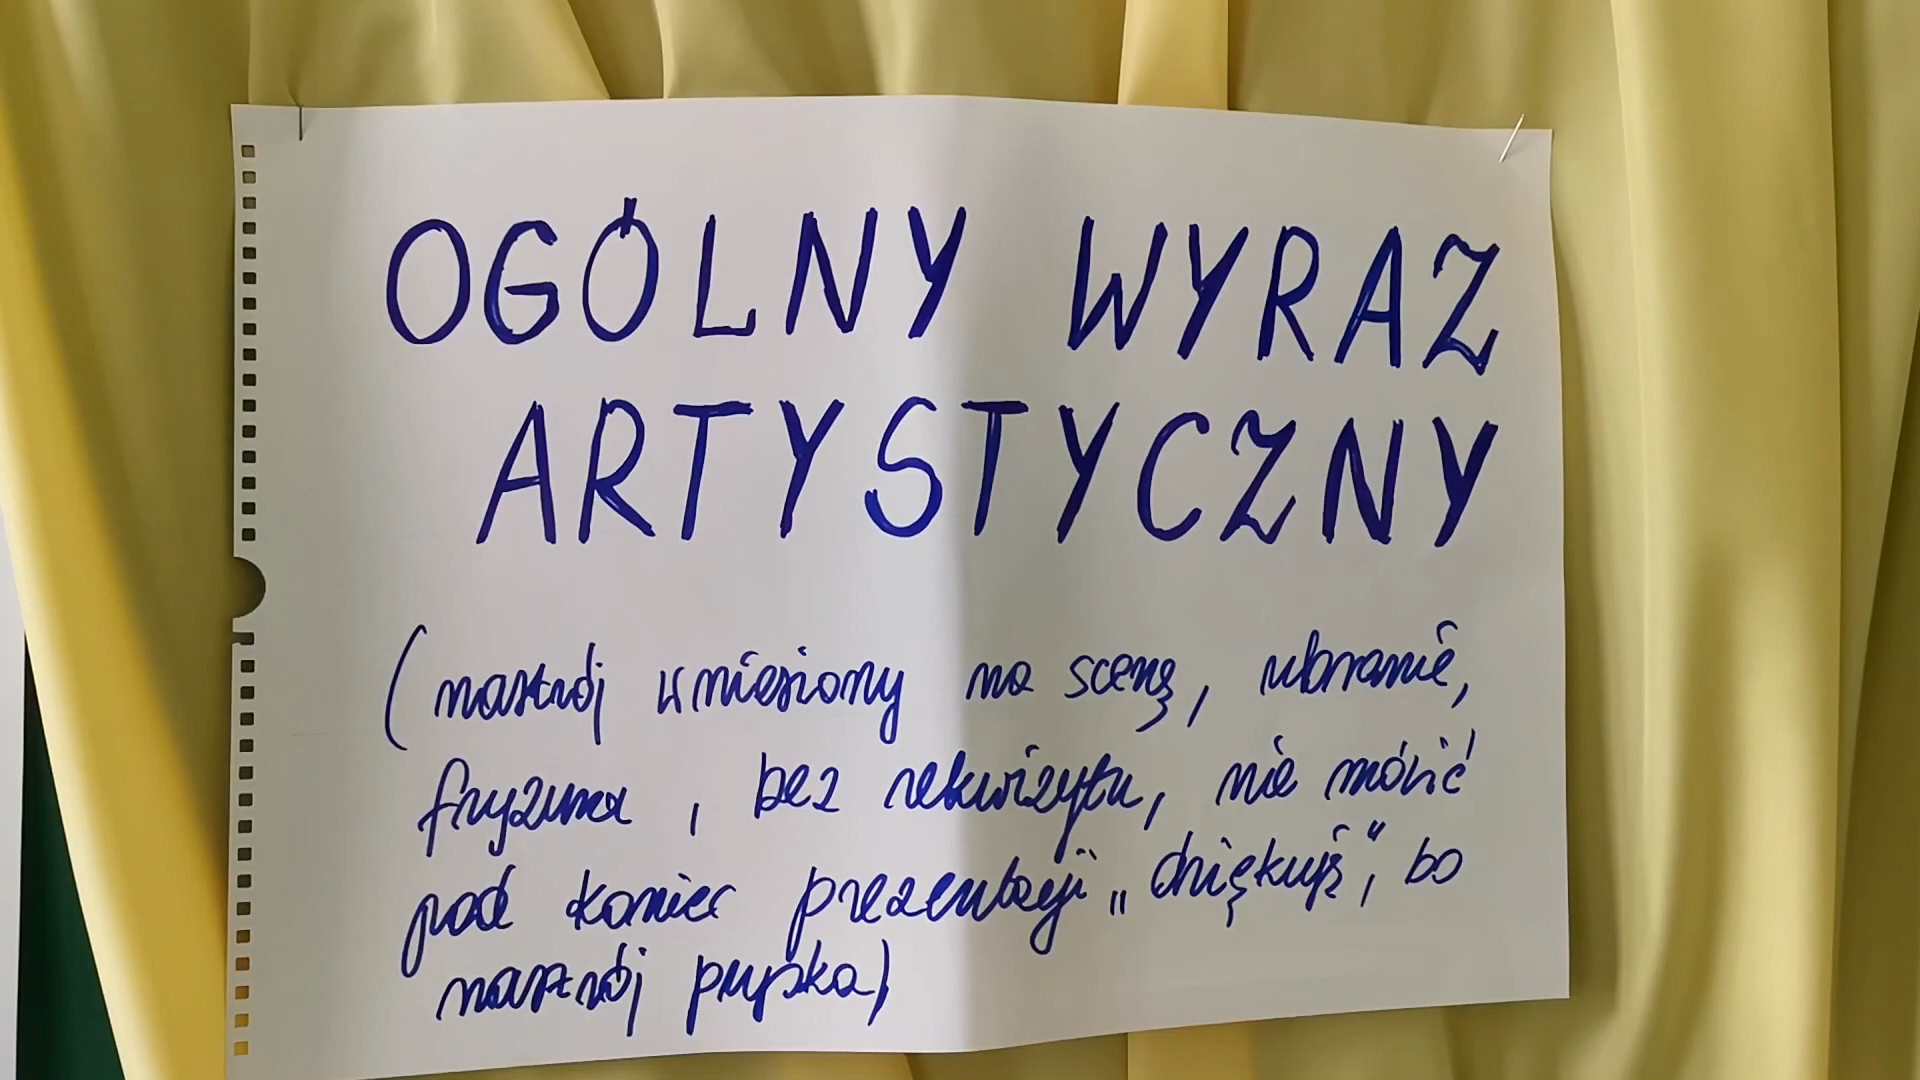 OGÓLNY WYRAZ
ARTYSTYCZNY
(nastrój wniesiony na scenę, ubranie,
fryzura, bez rekwizytu, nie mówić
pod koniec prezentacji „dziękuję”, bo
nastrój pryska)